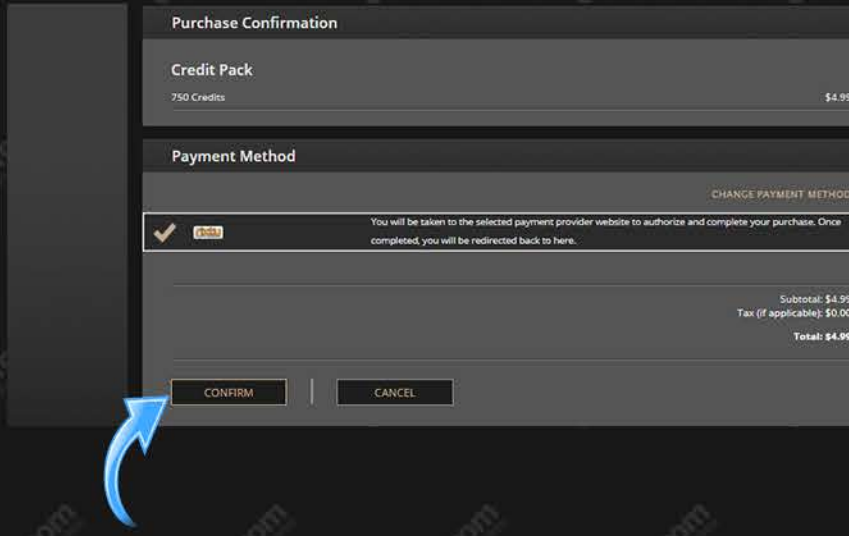 Purchase Confirmation
Credit Pack
750 Credits
$4.99
Payment Method
CHANGE PAYMENT METHOD
You will be taken to the selected payment provider website to authorize and complete your purchase. Once
completed, you will be redirected back to here.
Subtotal: $4.99
Tax (if applicable): $0.00
Total: $4.99
CONFIRM
CANCEL